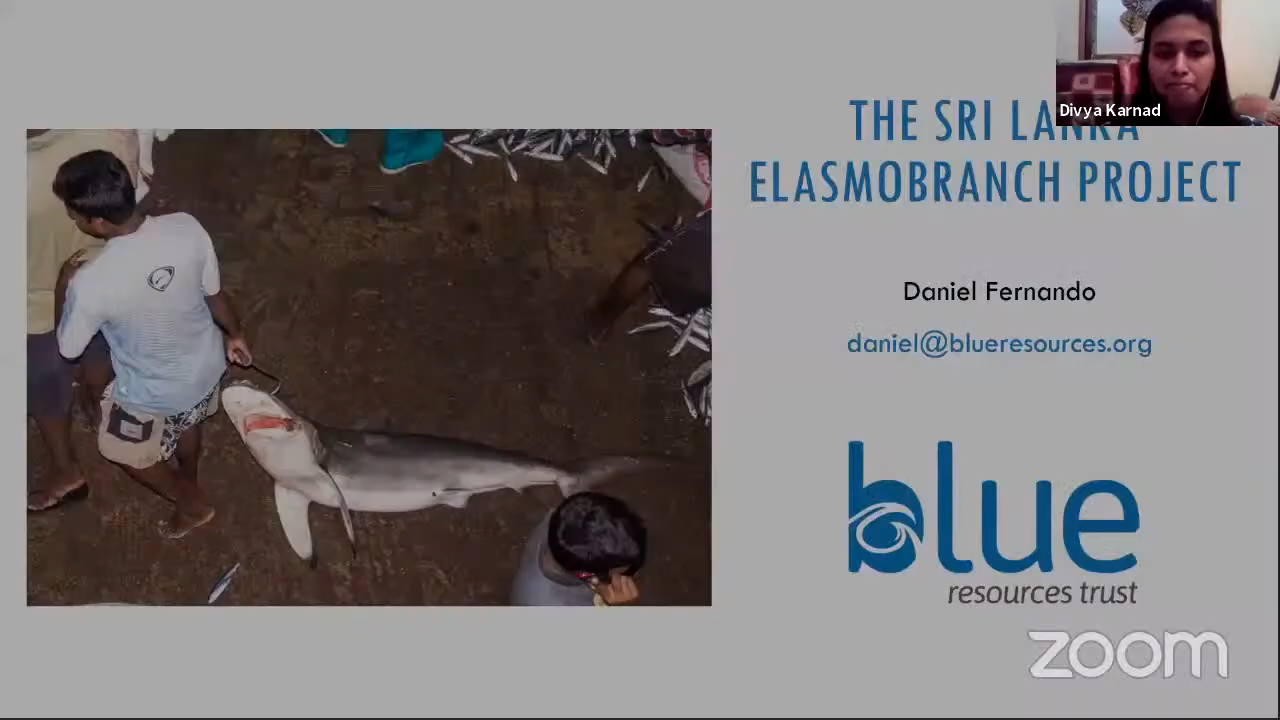 Divya Karnad
THE SRI LANKA
ELASMOBRANCH PROJECT
Daniel Fernando
daniel@blueresources.org
blue
resources trust
zoom